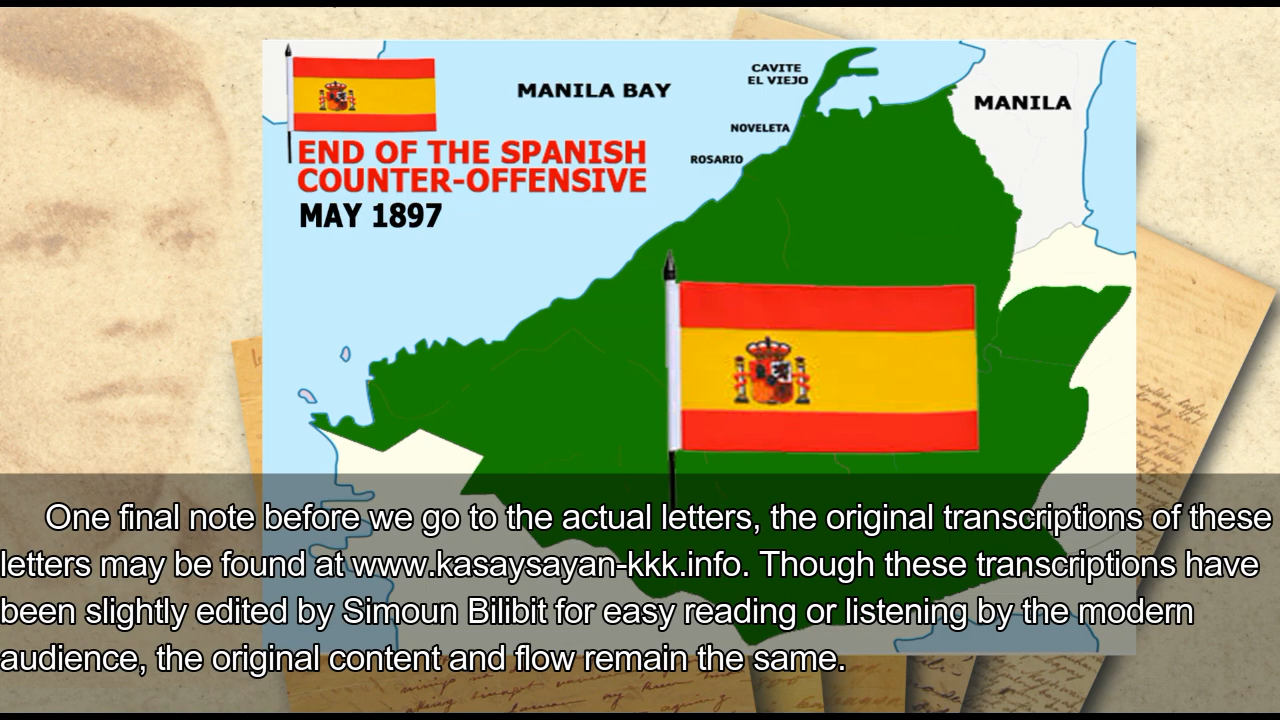 MANILA BAY
CAVITE
EL VIEJO
MANILA
NOVELETA
ROSARIO
END OF THE SPANISH
COUNTER-OFFENSIVE
MAY 1897
One final note before we go to the actual letters, the original transcriptions of these
letters may be found at www.kasaysayan-kkk.info. Though these transcriptions have
been slightly edited by Simoun Bilibit for easy reading or listening by the modern
audience, the original content and flow remain the same.